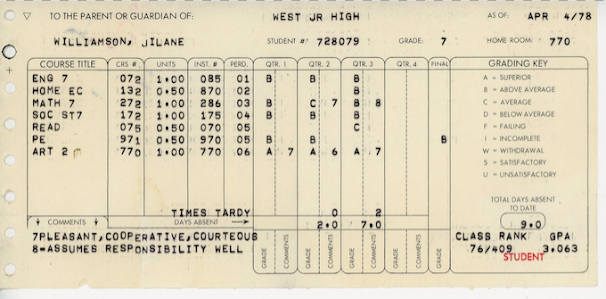 ▽ TO THE PARENT OR GUARDIAN OF: WEST JR HIGH AS OF: APR 4/78
WILLIAMSON, JILANE STUDENT #: 728079 GRADE: 7 HOME ROOM: 770
COURSE TITLE CRS # UNITS INST. # PERD. QTR. 1 QTR. 2 QTR. 3 QTR. 4 FINAL GRADING KEY
ENG 7 072 1.00 085 01 B B B A = SUPERIOR
HOME EC 132 0.50 870 02 B B = ABOVE AVERAGE
MATH 7 272 1.00 286 03 B C 7 B 8 C = AVERAGE
SOC ST7 172 1.00 175 04 B B B D = BELOW AVERAGE
READ 075 0.50 070 05 C F = FAILING
PE 971 0.50 970 05 B B B I = INCOMPLETE
ART 2 770 1.00 770 06 A 7 A 6 A 7 W = WITHDRAWAL
S = SATISFACTORY
U = UNSATISFACTORY
TOTAL DAYS ABSENT TO DATE
TIMES TARDY 0 2
↓ COMMENTS ↓ DAYS ABSENT → 2.0 7.0 9.0
7PLEASANT,COOPERATIVE,COURTEOUS CLASS RANK GPA
8=ASSUMES RESPONSIBILITY WELL 76/409 3.063
GRADE COMMENTS GRADE COMMENTS GRADE COMMENTS GRADE COMMENTS GRADE
STUDENT